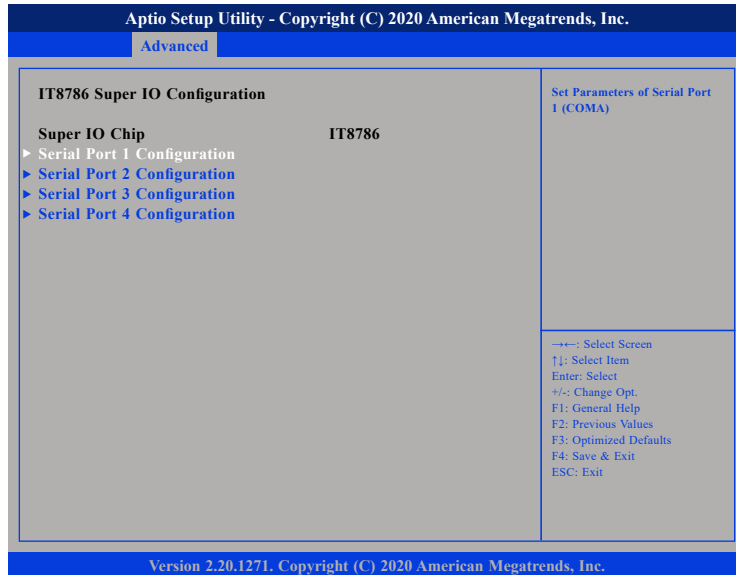 Aptio Setup Utility - Copyright (C) 2020 American Megatrends, Inc.
Advanced
IT8786 Super IO Configuration
Super IO Chip IT8786
► Serial Port 1 Configuration
► Serial Port 2 Configuration
► Serial Port 3 Configuration
► Serial Port 4 Configuration
Set Parameters of Serial Port
1 (COMA)
→←: Select Screen
↑↓: Select Item
Enter: Select
+/-: Change Opt.
F1: General Help
F2: Previous Values
F3: Optimized Defaults
F4: Save & Exit
ESC: Exit
Version 2.20.1271. Copyright (C) 2020 American Megatrends, Inc.